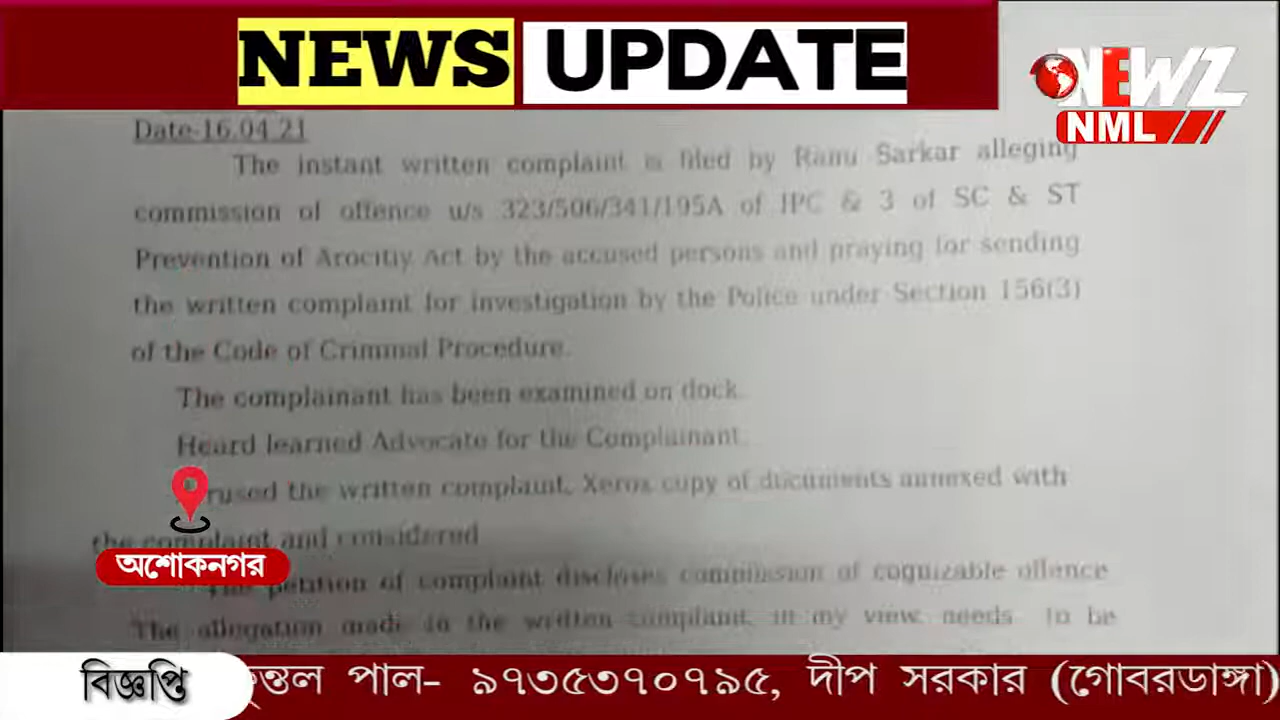 NEWS UPDATE
NEWZ
NML
Date-16.04.21
The instant written complaint is filed by Ranu Sarkar alleging
commission of offence u/s 323/506/341/195A of IPC & 3 of SC & ST
Prevention of Arocitiy Act by the accused persons and praying for sending
the written complaint for investigation by the Police under Section 156(3)
of the Code of Criminal Procedure.
The complainant has been examined on dock.
Heard learned Advocate for the Complainant.
rused the written complaint, Xerox copy of documents annexed with
the complaint and considered
petition of complaint discloses commission of cognizable offence
The allegation made in the written complaint, in my view needs to be
অশোকনগর
বিজ্ঞপ্তি
কুন্তল পাল- ৯৭৩৫৩৭০৭৯৫, দীপ সরকার (গোবরডাঙ্গা)